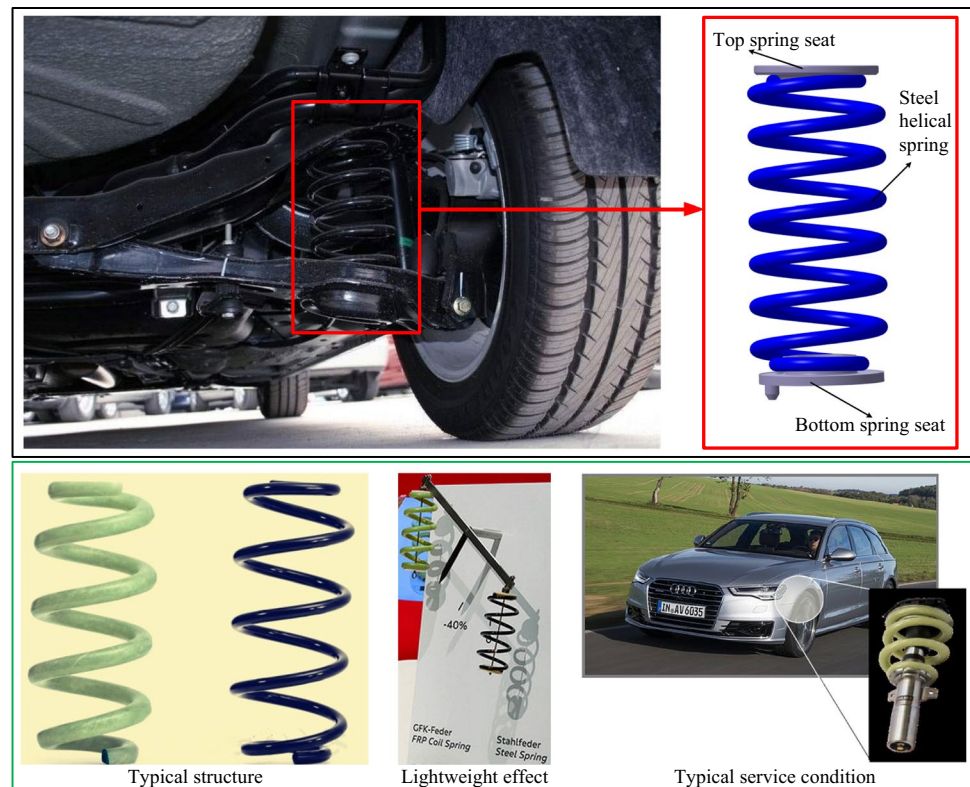 Top spring seat
Steel
helical
spring
Bottom spring seat
-40%
GFK-Feder
FRP Coil Spring
Stahlfeder
Steel Spring
IN AV 6035
Typical structure
Lightweight effect
Typical service condition